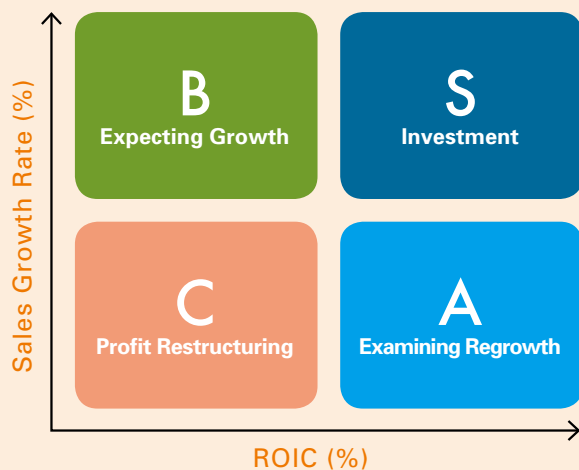 Sales Growth Rate (%)
B
Expecting Growth
S
Investment
C
Profit Restructuring
A
Examining Regrowth
ROIC (%)